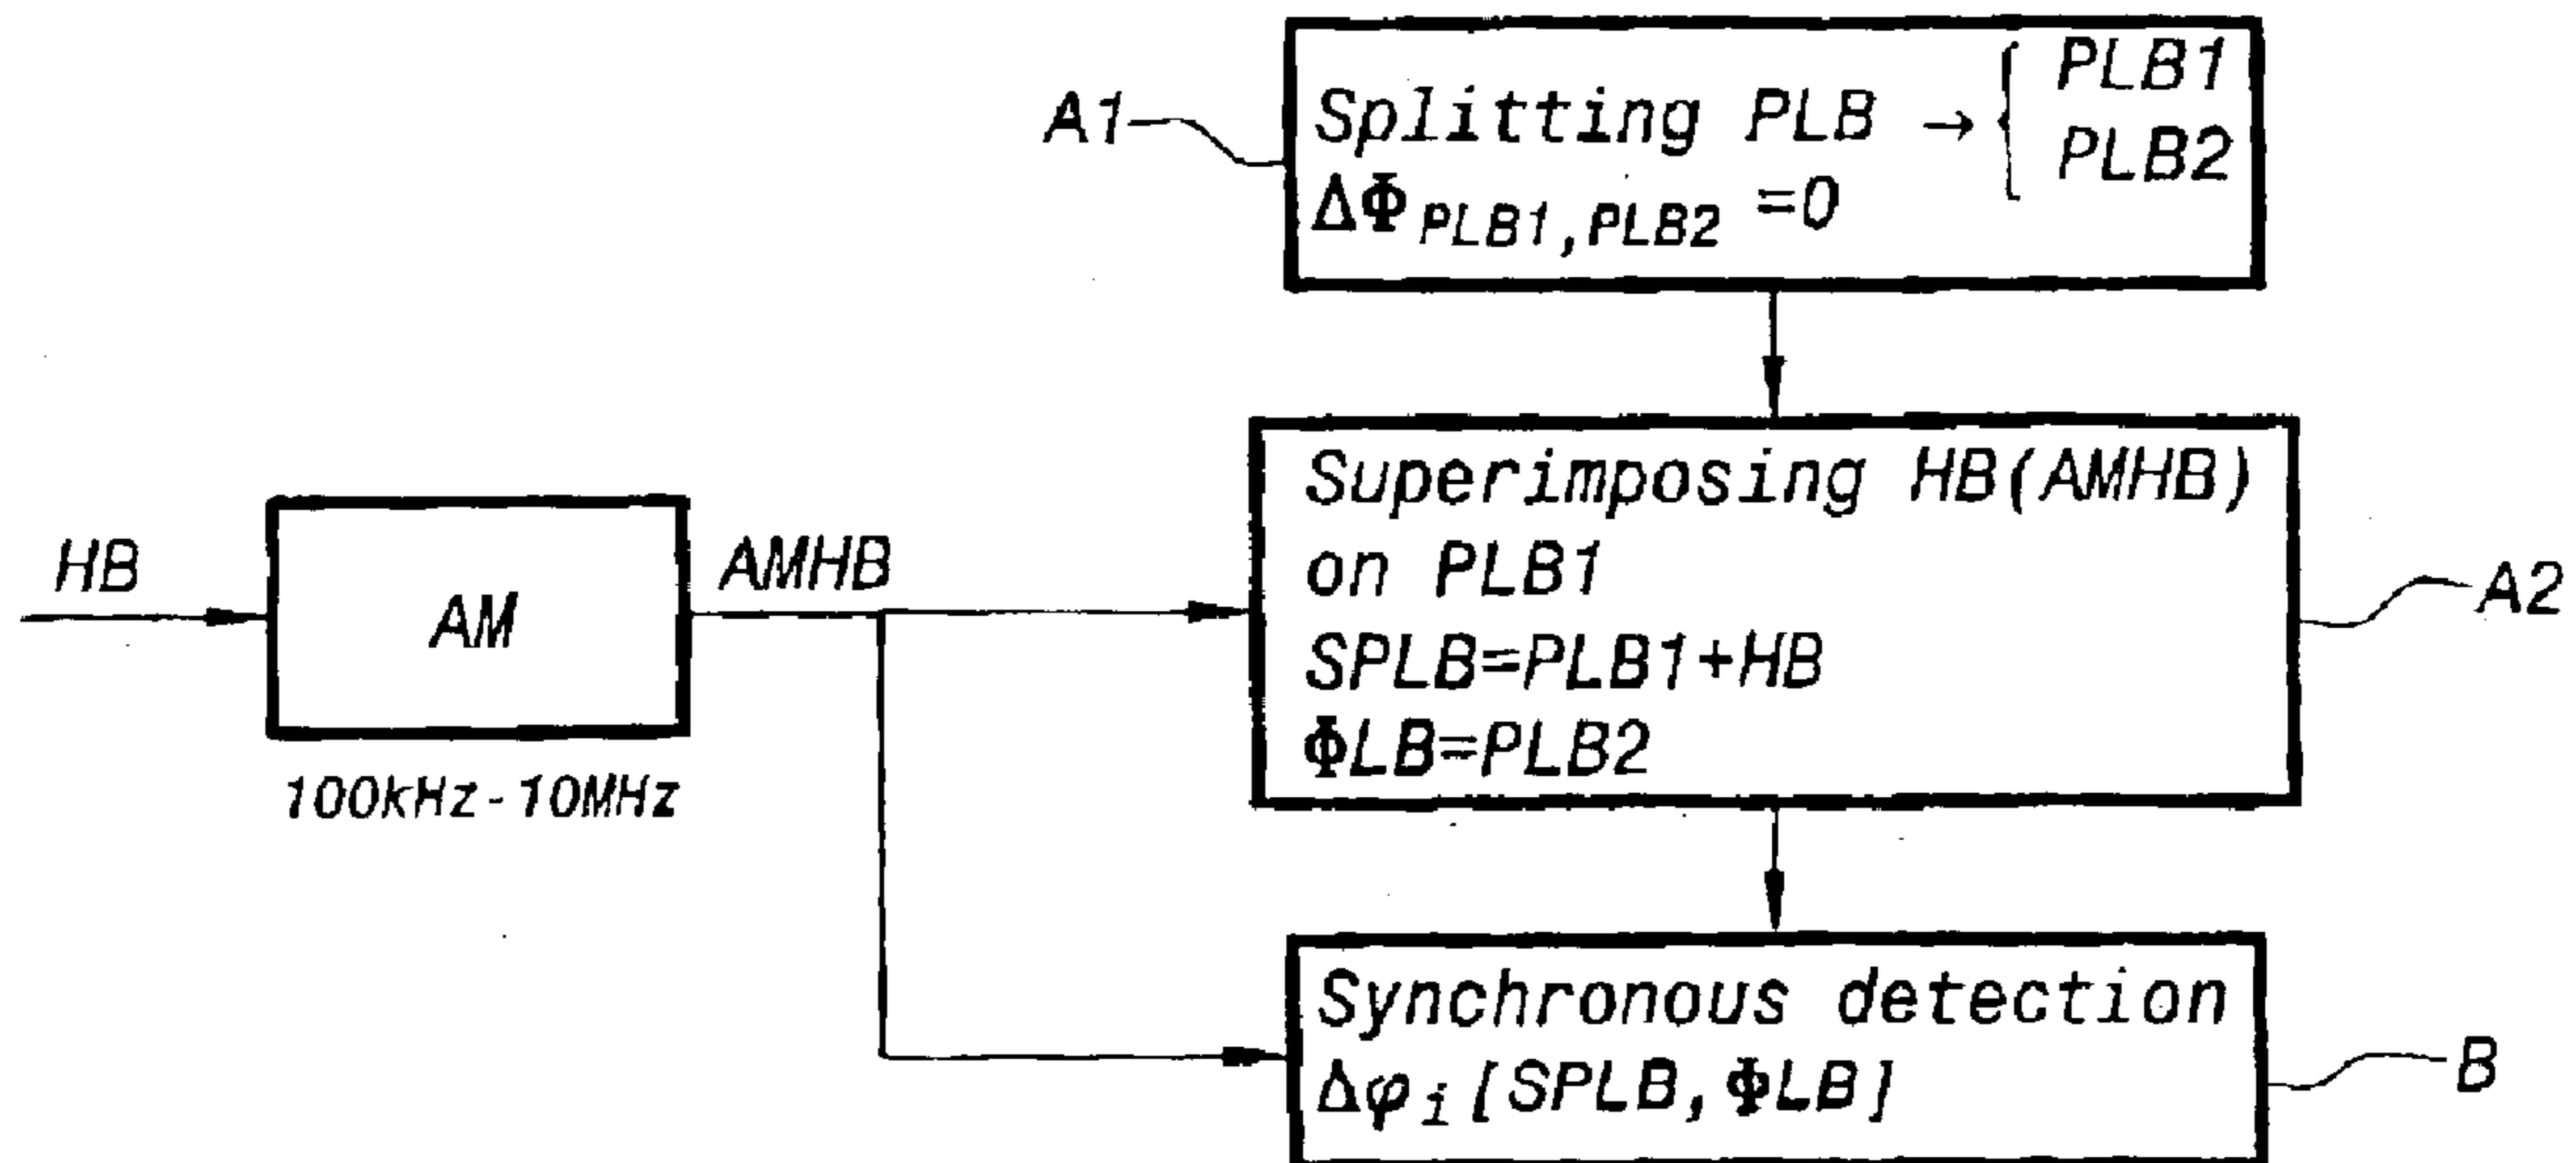 A1
Splitting PLB → { PLB1
PLB2
ΔΦPLB1,PLB2 =0
HB
AM
100kHz-10MHz
AMHB
Superimposing HB(AMHB)
on PLB1
SPLB=PLB1+HB
ΦLB=PLB2
A2
Synchronous detection
Δφi[SPLB,ΦLB]
B